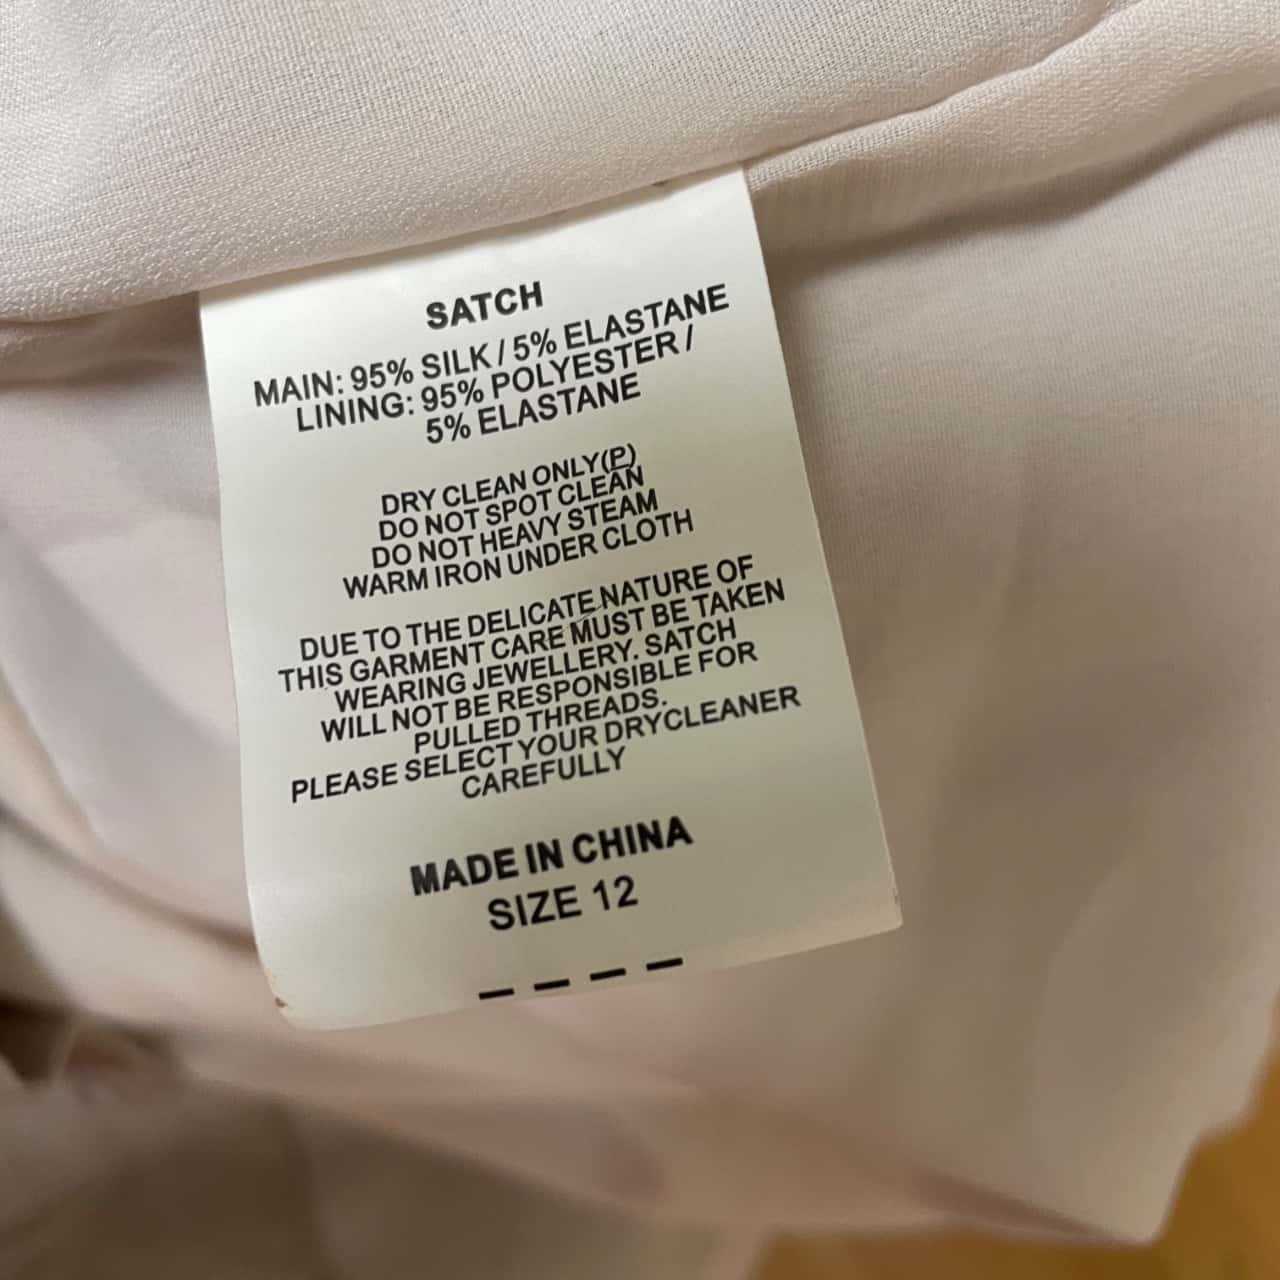 SATCH
MAIN: 95% SILK / 5% ELASTANE
LINING: 95% POLYESTER /
5% ELASTANE
DRY CLEAN ONLY(P)
DO NOT SPOT CLEAN
DO NOT HEAVY STEAM
WARM IRON UNDER CLOTH
DUE TO THE DELICATE NATURE OF
THIS GARMENT CARE MUST BE TAKEN
WEARING JEWELLERY. SATCH
WILL NOT BE RESPONSIBLE FOR
PULLED THREADS.
PLEASE SELECT YOUR DRYCLEANER
CAREFULLY
MADE IN CHINA
SIZE 12